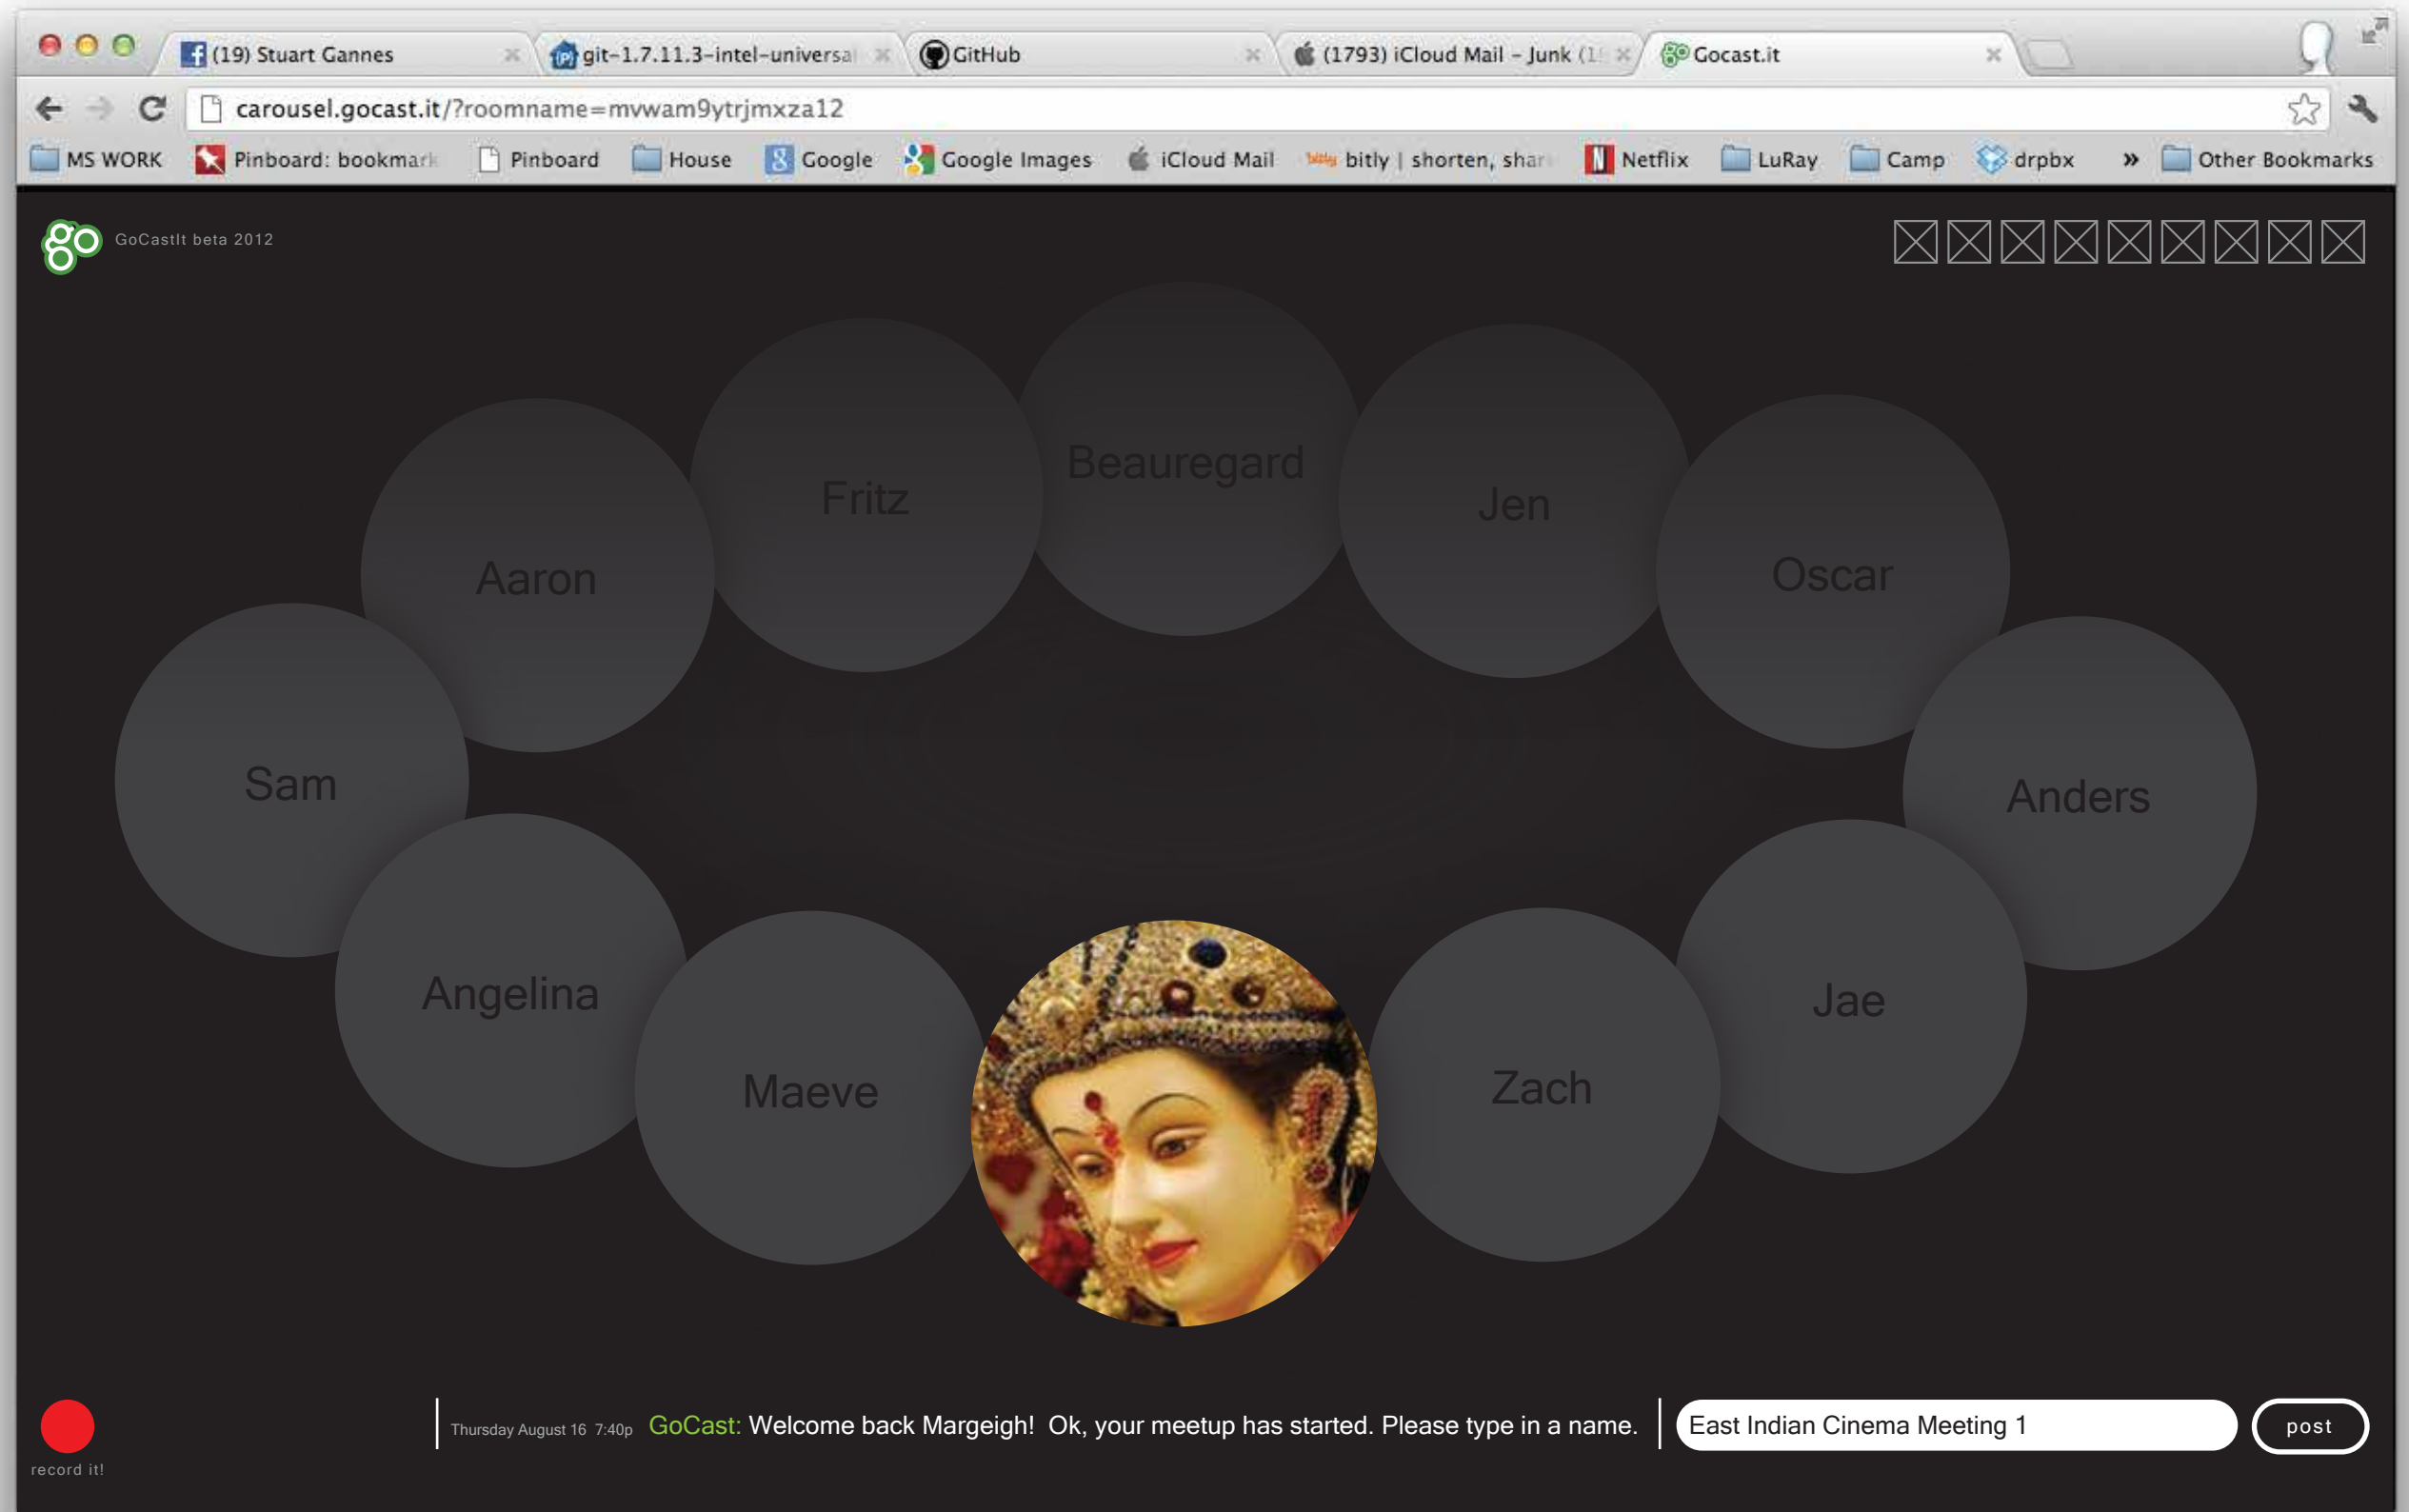 (19) Stuart Gannes
git-1.7.11.3-intel-universal
GitHub
(1793) iCloud Mail - Junk
Gocast.it
carousel.gocast.it/?roomname=mvwam9ytrjmxza12
MS WORK
Pinboard: bookmark
Pinboard
House
Google
Google Images
iCloud Mail
bitly | shorten, shar
Netflix
LuRay
Camp
drpbx
»
Other Bookmarks
go GoCastIt beta 2012
Beauregard
Fritz
Jen
Aaron
Oscar
Sam
Anders
Angelina
Jae
Maeve
Zach
Thursday August 16 7:40p GoCast: Welcome back Margeigh! Ok, your meetup has started. Please type in a name.
East Indian Cinema Meeting 1
post
record it!